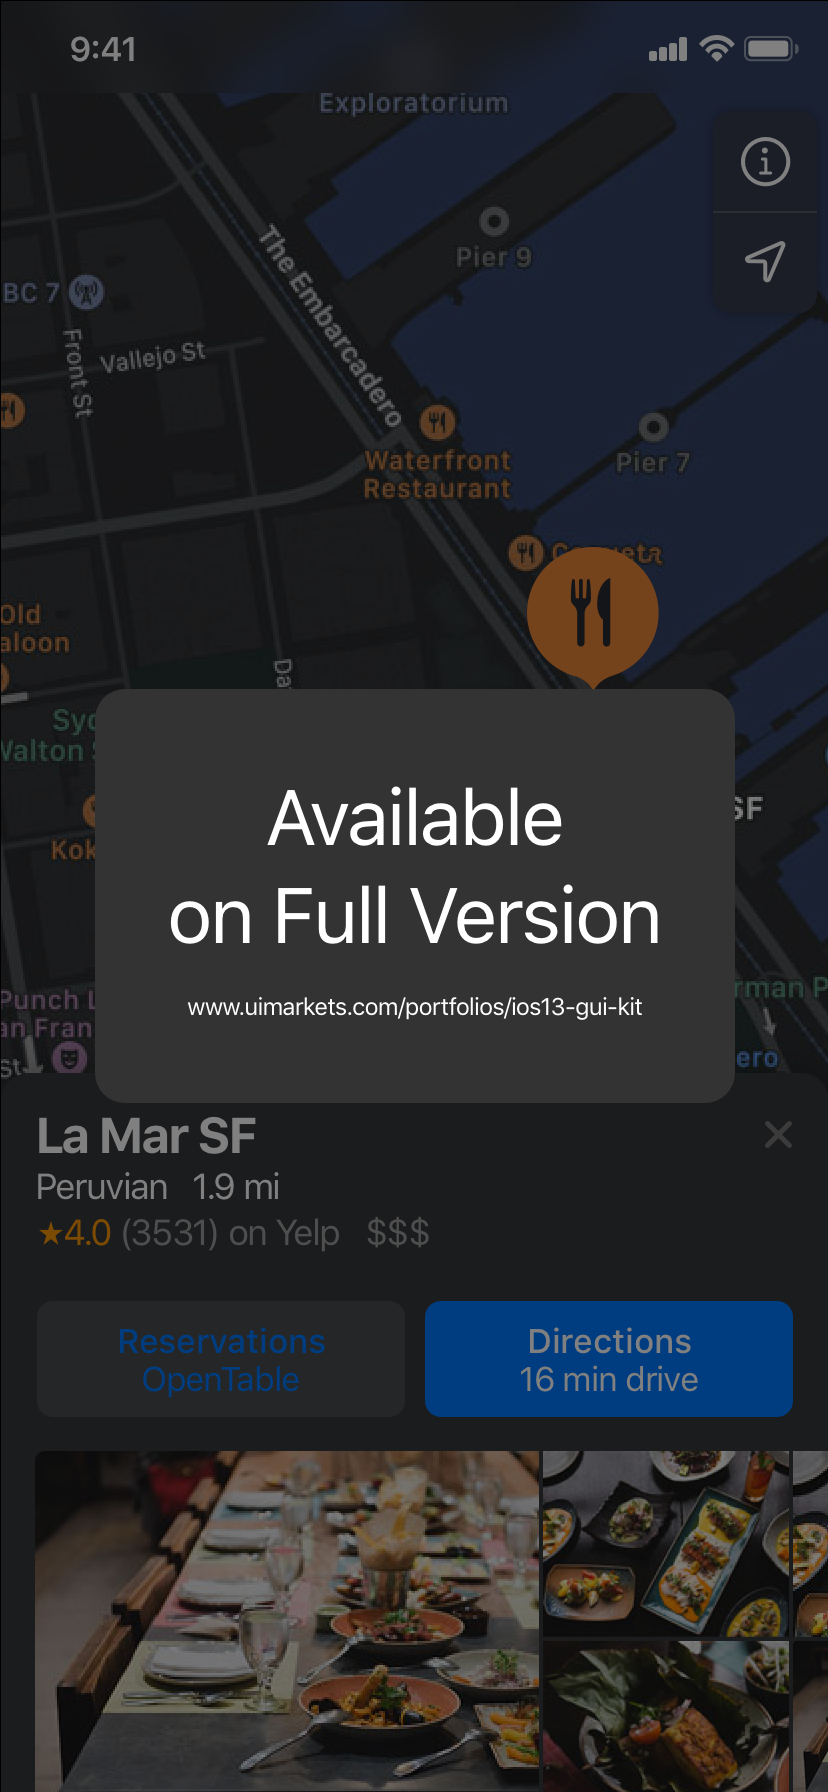 9:41
Exploratorium
Pier 9
The Embarcadero
BC 7
Vallejo St
Front St
Waterfront
Restaurant
Pier 7
Old
aloon
Da
Syd
Walton S
SF
Kok
Available
on Full Version
www.uimarkets.com/portfolios/ios13-gui-kit
Punch L
an Fran
St
rman P
ero
La Mar SF
Peruvian 1.9 mi
★4.0 (3531) on Yelp $$$
Reservations
OpenTable
Directions
16 min drive